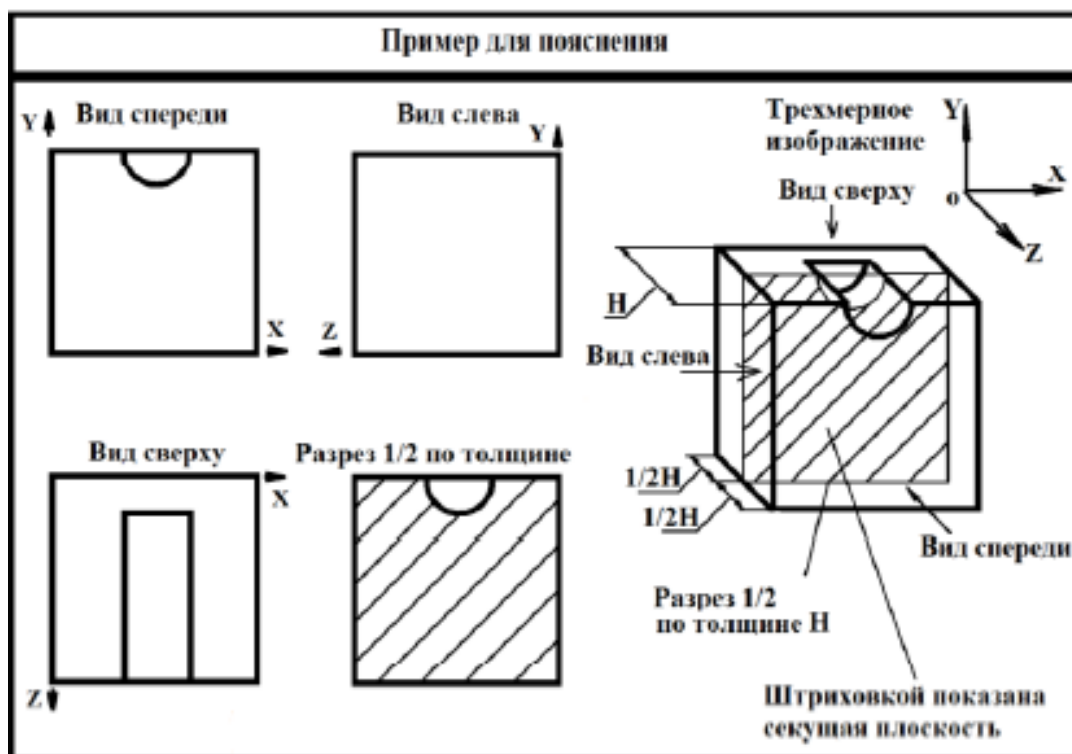 Пример для пояснения
Y
Вид спереди
X
Вид слева
Y
Z
Трехмерное
изображение
Y
X
o
Z
Вид сверху
H
Вид слева
1/2H
1/2H
Вид спереди
Разрез 1/2
по толщине H
Штриховкой показана
секущая плоскость
Вид сверху
X
Z
Разрез 1/2 по толщине